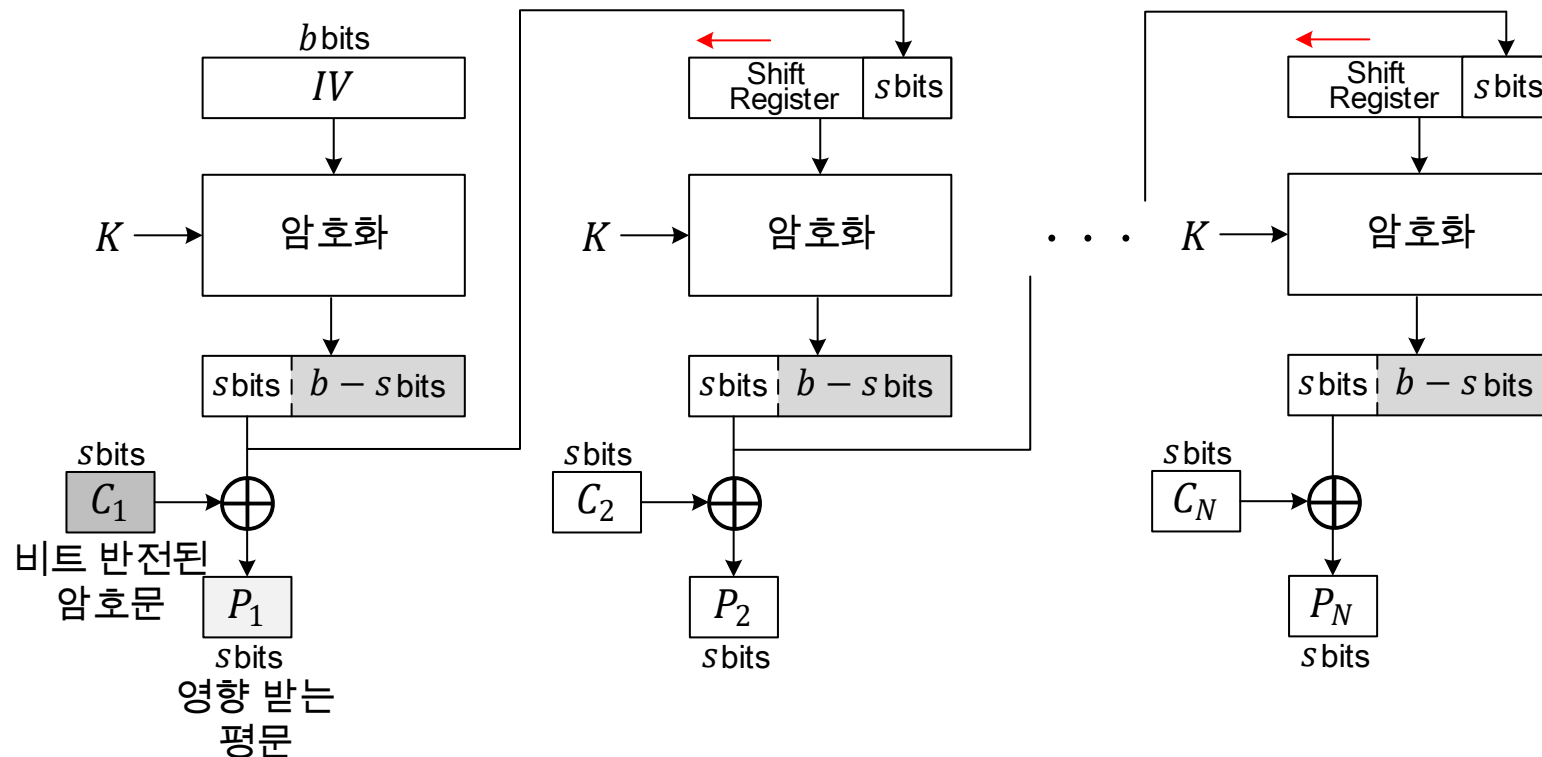 b bits
IV
K
암호화
s bits
b − s bits
s bits
C₁
비트 반전된
암호문
P₁
s bits
영향 받는
평문
Shift
Register
s bits
K
암호화
s bits
b − s bits
s bits
C₂
P₂
s bits
· · ·
Shift
Register
s bits
K
암호화
s bits
b − s bits
s bits
C_N
P_N
s bits